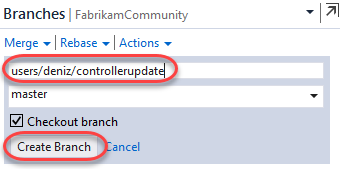 Branches | FabrikamCommunity
Merge Rebase Actions
users/deniz/controllerupdate
master
Checkout branch
Create Branch Cancel